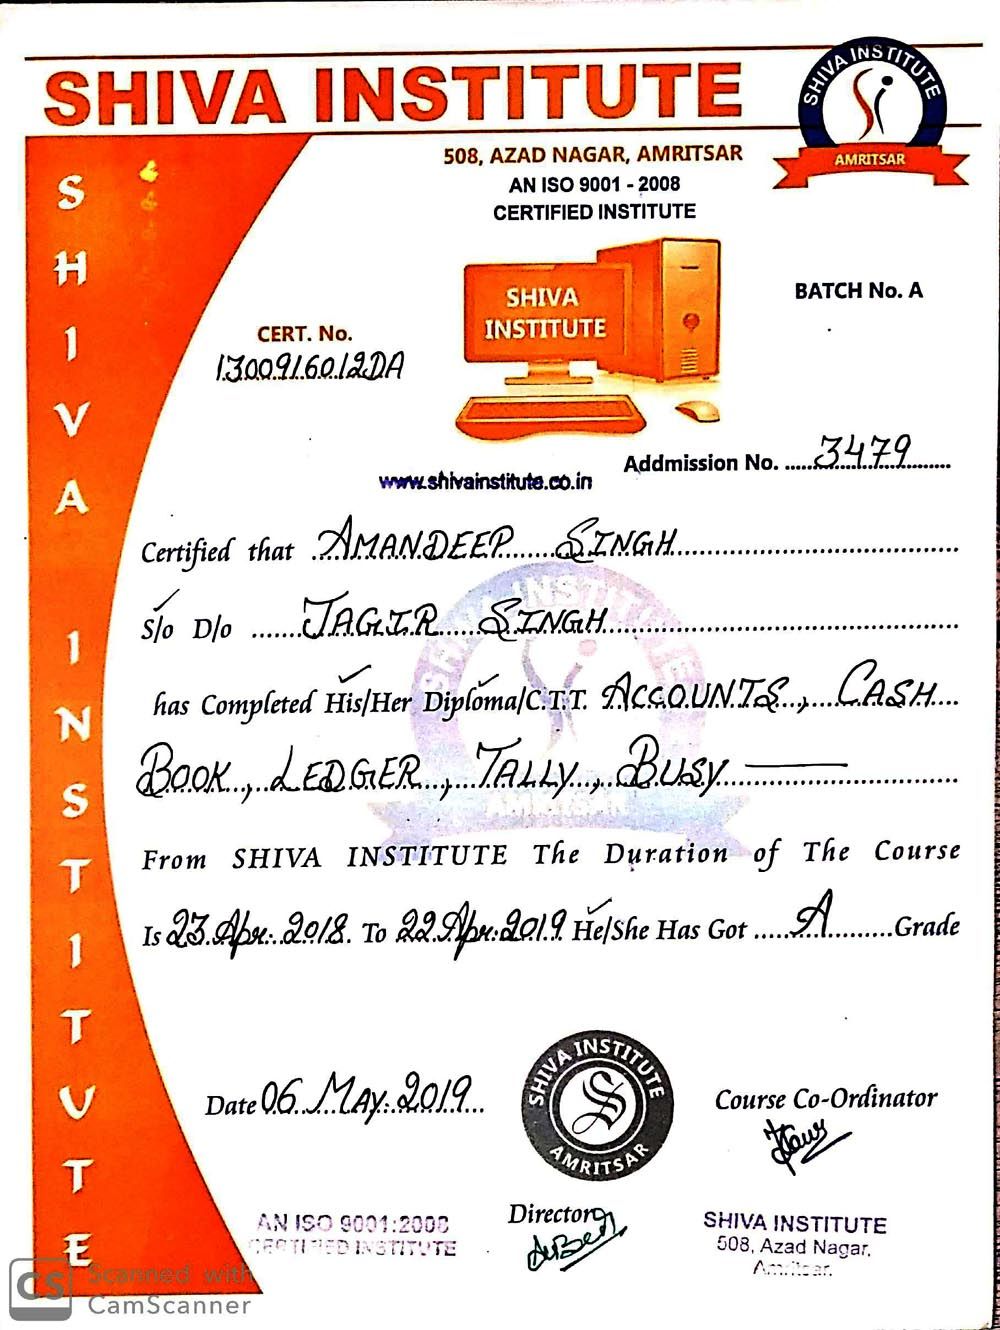 SHIVA INSTITUTE
SHIVA INSTITUTE
AMRITSAR
508, AZAD NAGAR, AMRITSAR
AN ISO 9001 - 2008
CERTIFIED INSTITUTE
SHIVA INSTITUTE
SHIVA
INSTITUTE
BATCH No. A
CERT. No.
1300916012DA
Addmission No. ......3479..........
www.shivainstitute.co.in
Certified that ...AMANDEEP......SINGH..........................................
S/o D/o .......JAGIR......SINGH.....................................................
has Completed His/Her Diploma/C.T.T. ACCOUNTS, CASH
BOOK, LEDGER, TALLY, BUSY
SHIVA INSTITUTE
AMRITSAR
From SHIVA INSTITUTE The Duration of The Course
Is 23 Apr. 2018. To 22 Apr. 2019 He/She Has Got .....A.........Grade
Date 06 May 2019
SHIVA INSTITUTE
S
AMRITSAR
Course Co-Ordinator
Director
AN ISO 9001:2008
CERTIFIED INSTITUTE
SHIVA INSTITUTE
508, Azad Nagar,
Amritsar.
CS Scanned with
CamScanner